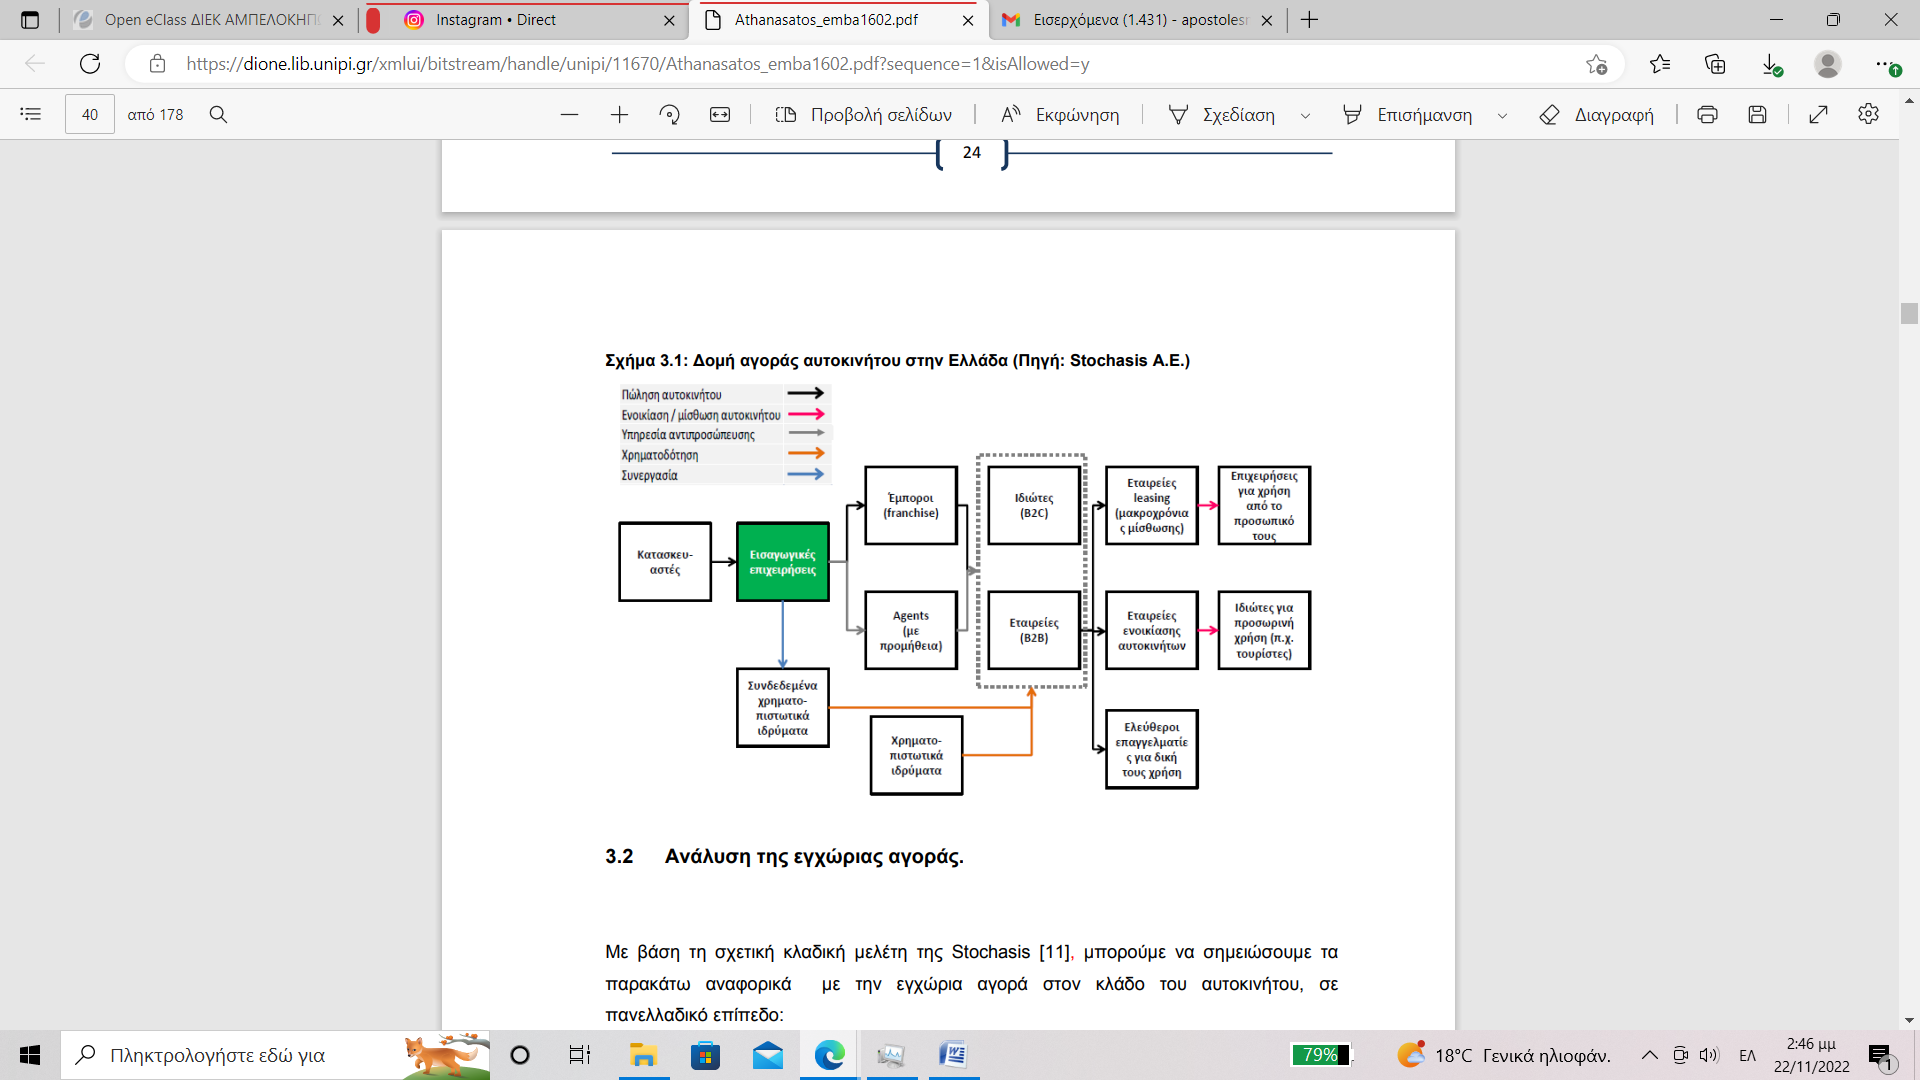 Open eClass ΔΙΕΚ ΑΜΠΕΛΟΚΗΠ
Instagram • Direct
Athanasatos_emba1602.pdf
Εισερχόμενα (1.431) - apostoles
https://dione.lib.unipi.gr/xmlui/bitstream/handle/unipi/11670/Athanasatos_emba1602.pdf?sequence=1&isAllowed=y
40 από 178
Προβολή σελίδων
Εκφώνηση
Σχεδίαση
Επισήμανση
Διαγραφή
24
Σχήμα 3.1: Δομή αγοράς αυτοκινήτου στην Ελλάδα (Πηγή: Stochasis Α.Ε.)
Πώληση αυτοκινήτου
Ενοικίαση / μίσθωση αυτοκινήτου
Υπηρεσία αντιπροσώπευσης
Χρηματοδότηση
Συνεργασία
Κατασκευ-
αστές
Εισαγωγικές
επιχειρήσεις
Έμποροι
(franchise)
Agents
(με
προμήθεια)
Ιδιώτες
(B2C)
Εταιρείες
(B2B)
Εταιρείες
leasing
(μακροχρόνια
ς μίσθωσης)
Επιχειρήσεις
για χρήση
από το
προσωπικό
τους
Εταιρείες
ενοικίασης
αυτοκινήτων
Ιδιώτες για
προσωρινή
χρήση (π.χ.
τουρίστες)
Ελεύθεροι
επαγγελματίε
ς για δική
τους χρήση
Συνδεδεμένα
χρηματο-
πιστωτικά
ιδρύματα
Χρηματο-
πιστωτικά
ιδρύματα
3.2 Ανάλυση της εγχώριας αγοράς.
Με βάση τη σχετική κλαδική μελέτη της Stochasis [11], μπορούμε να σημειώσουμε τα
παρακάτω αναφορικά με την εγχώρια αγορά στον κλάδο του αυτοκινήτου, σε
πανελλαδικό επίπεδο:
Πληκτρολογήστε εδώ για
79%
18°C Γενικά ηλιοφάν.
ΕΛ
2:46 μμ
22/11/2022
1